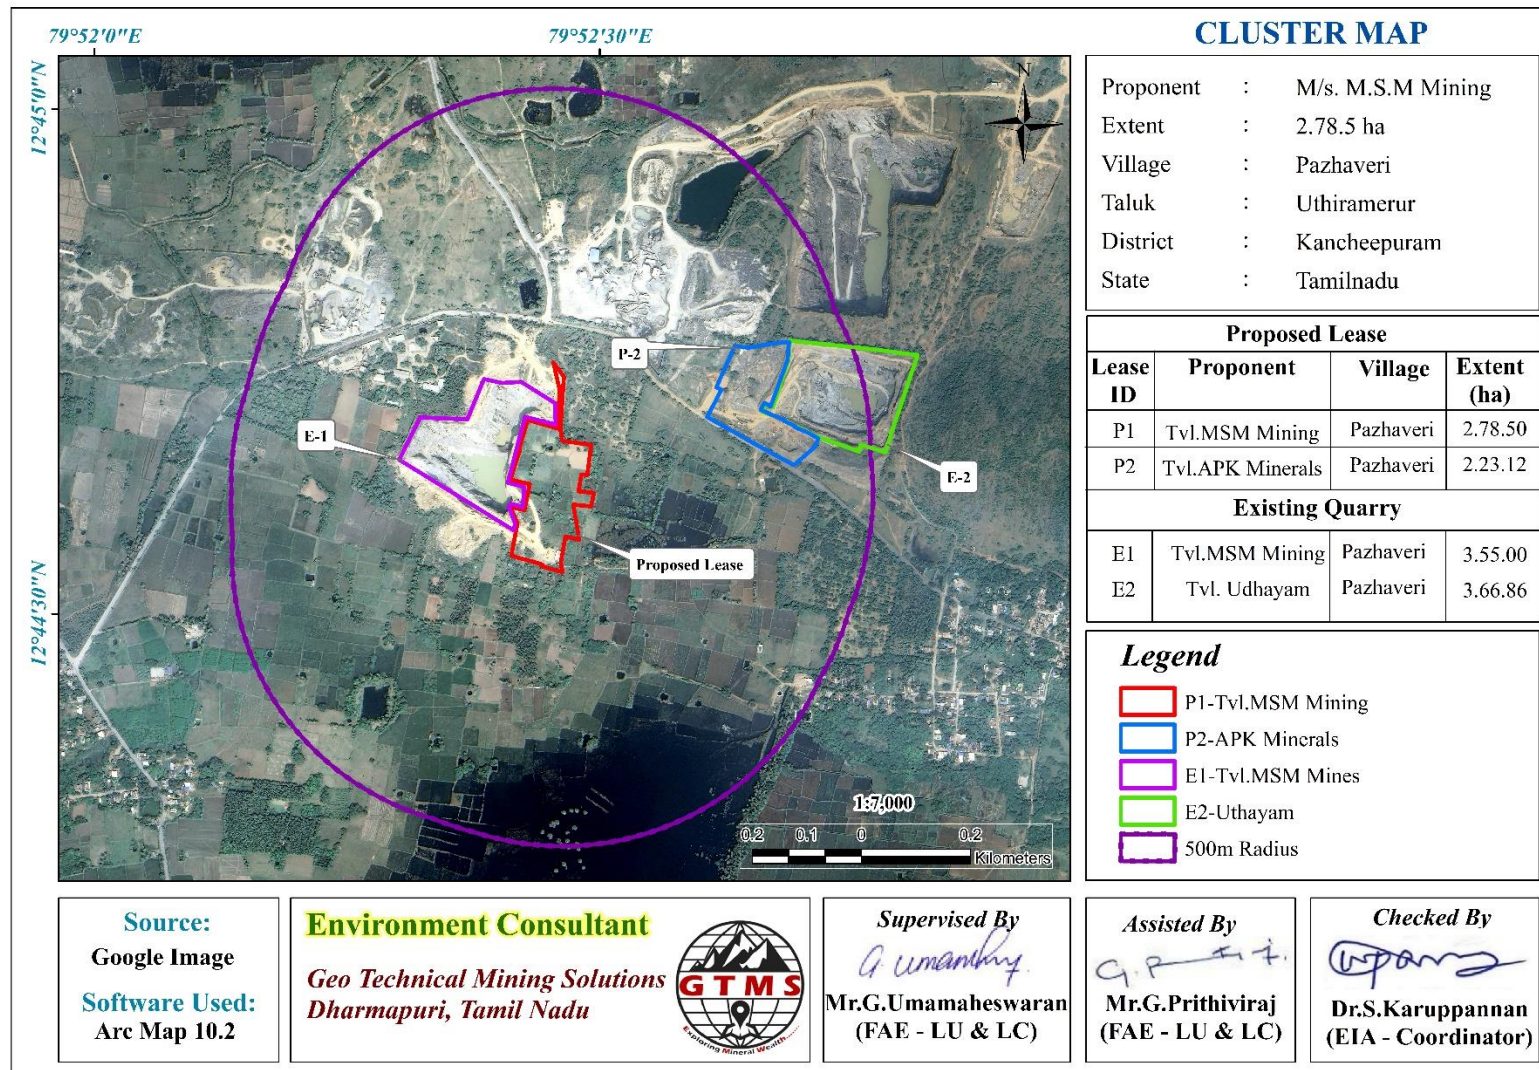 CLUSTER MAP
79°52'0"E
79°52'30"E
12°45'0"N
12°44'30"N
N
P-2
E-1
E-2
Proposed Lease
1:7,000
0.2 0.1 0 0.2
Kilometers
Proponent : M/s. M.S.M Mining
Extent : 2.78.5 ha
Village : Pazhaveri
Taluk : Uthiramerur
District : Kancheepuram
State : Tamilnadu
Proposed Lease
Lease ID Proponent Village Extent (ha)
P1 Tvl.MSM Mining Pazhaveri 2.78.50
P2 Tvl.APK Minerals Pazhaveri 2.23.12
Existing Quarry
E1 Tvl.MSM Mining Pazhaveri 3.55.00
E2 Tvl. Udhayam Pazhaveri 3.66.86
Legend
P1-Tvl.MSM Mining
P2-APK Minerals
E1-Tvl.MSM Mines
E2-Uthayam
500m Radius
Source:
Google Image
Software Used:
Arc Map 10.2
Environment Consultant
Geo Technical Mining Solutions
Dharmapuri, Tamil Nadu
GTMS
Exploring Mineral Wealth......
Supervised By
Mr.G.Umamaheswaran
(FAE - LU & LC)
Assisted By
Mr.G.Prithiviraj
(FAE - LU & LC)
Checked By
Dr.S.Karuppannan
(EIA - Coordinator)